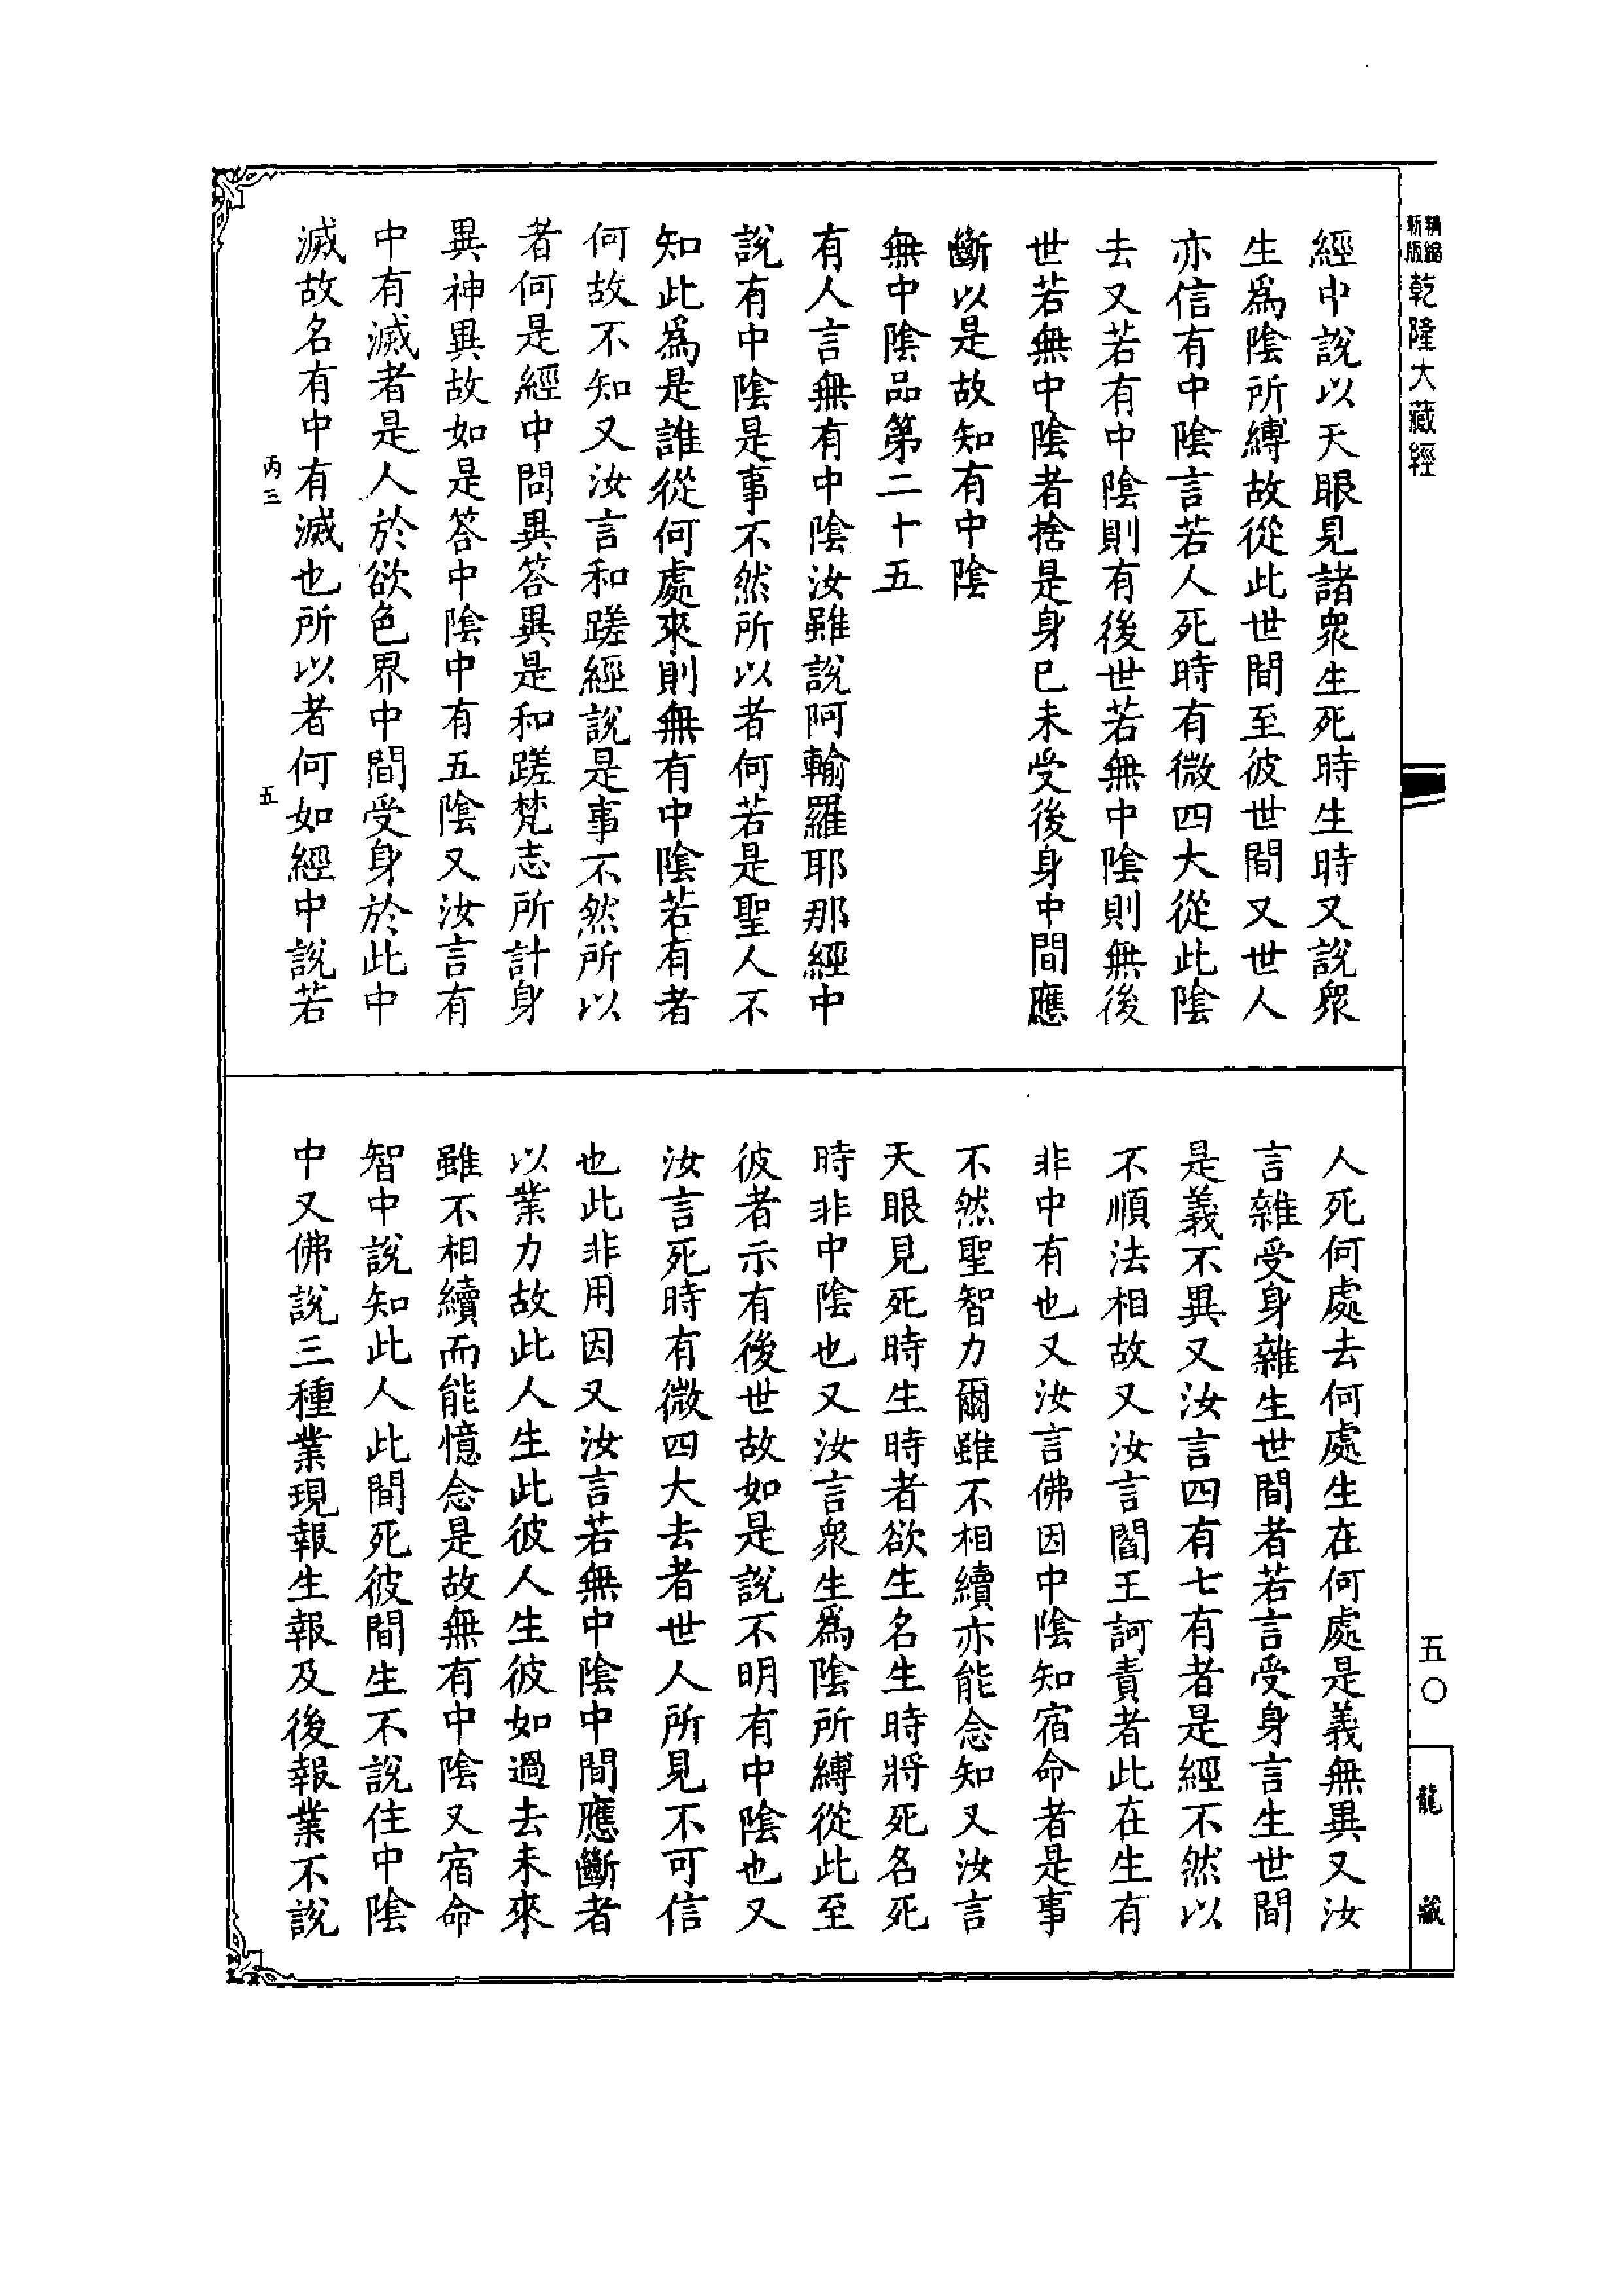 精縮新版 乾隆大藏經
經中說以天眼見諸衆生死時生時又說衆
生爲陰所縛故從此世間至彼世間又世人
亦信有中陰言若人死時有微四大從此陰
去又若有中陰則有後世若無中陰則無後
世若無中陰者捨是身已未受後身中間應
斷以是故知有中陰
無中陰品第二十五
有人言無有中陰汝雖說阿輸羅耶那經中
說有中陰是事不然所以者何若是聖人不
知此爲是誰從何處來則無有中陰若有者
何故不知又汝言和蹉經說是事不然所以
者何是經中問異答異是和蹉梵志所計身
異神異故如是答中陰中有五陰又汝言有
中有滅者是人於欲色界中間受身於此中
滅故名有中有滅也所以者何如經中說若
丙三
五
人死何處去何處生在何處是義無異又汝
言雜受身雜生世間者若言受身言生世間
是義不異又汝言四有七有者是經不然以
不順法相故又汝言閻王訶責者此在生有
非中有也又汝言佛因中陰知宿命者是事
不然聖智力爾雖不相續亦能念知又汝言
天眼見死時生時者欲生名生時將死名死
時非中陰也又汝言衆生爲陰所縛從此至
彼者示有後世故如是說不明有中陰也又
汝言死時有微四大去者世人所見不可信
也此非用因又汝言若無中陰中間應斷者
以業力故此人生此彼人生彼如過去未來
雖不相續而能憶念是故無有中陰又宿命
智中說知此人此間死彼間生不說住中陰
中又佛說三種業現報生報及後報業不說
五〇
龍藏